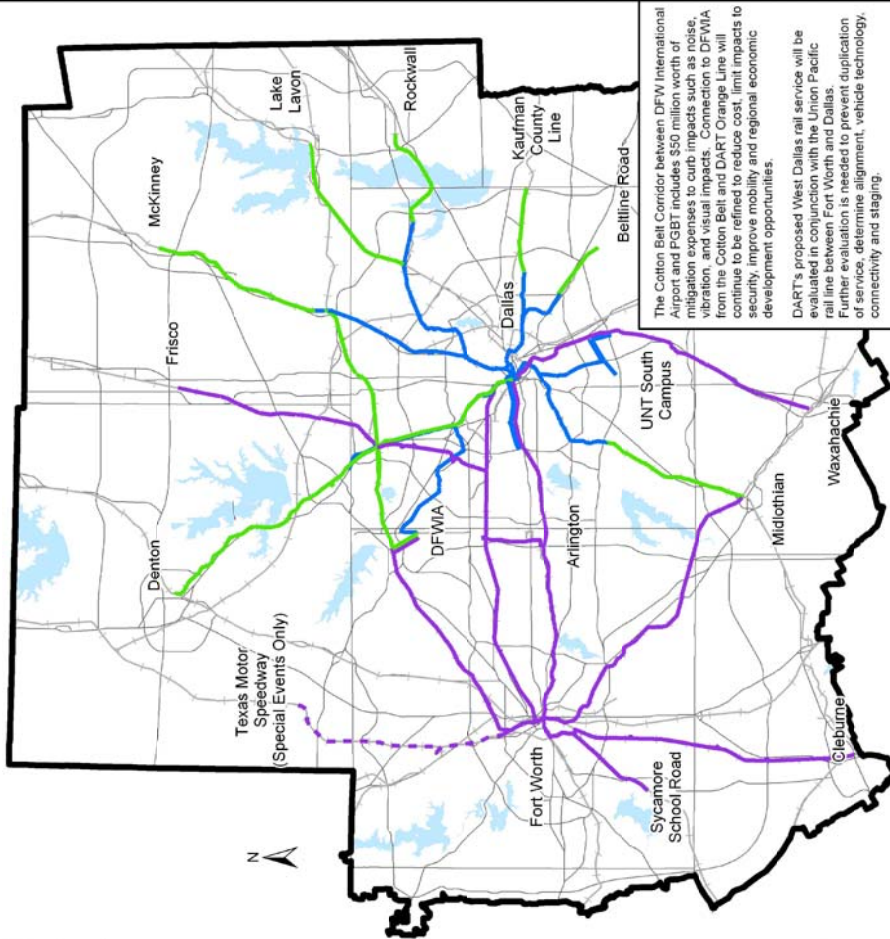 N
McKinney
Frisco
Denton
Lake
Lavon
Texas Motor
Speedway
(Special Events Only)
Rockwall
DFWIA
Dallas
Kaufman
County
Line
Fort Worth
Arlington
Beltline Road
Sycamore
School Road
UNT South
Campus
Midlothian
Waxahachie
Cleburne
The Cotton Belt Corridor between DFW International
Airport and PGBT includes $50 million worth of
mitigation expenses to curb impacts such as noise,
vibration, and visual impacts. Connection to DFWIA
from the Cotton Belt and DART Orange Line will
continue to be refined to reduce cost, limit impacts to
security, improve mobility and regional economic
development opportunities.
DART's proposed West Dallas rail service will be
evaluated in conjunction with the Union Pacific
rail line between Fort Worth and Dallas.
Further evaluation is needed to prevent duplication
of service, determine alignment, vehicle technology,
connectivity and staging.